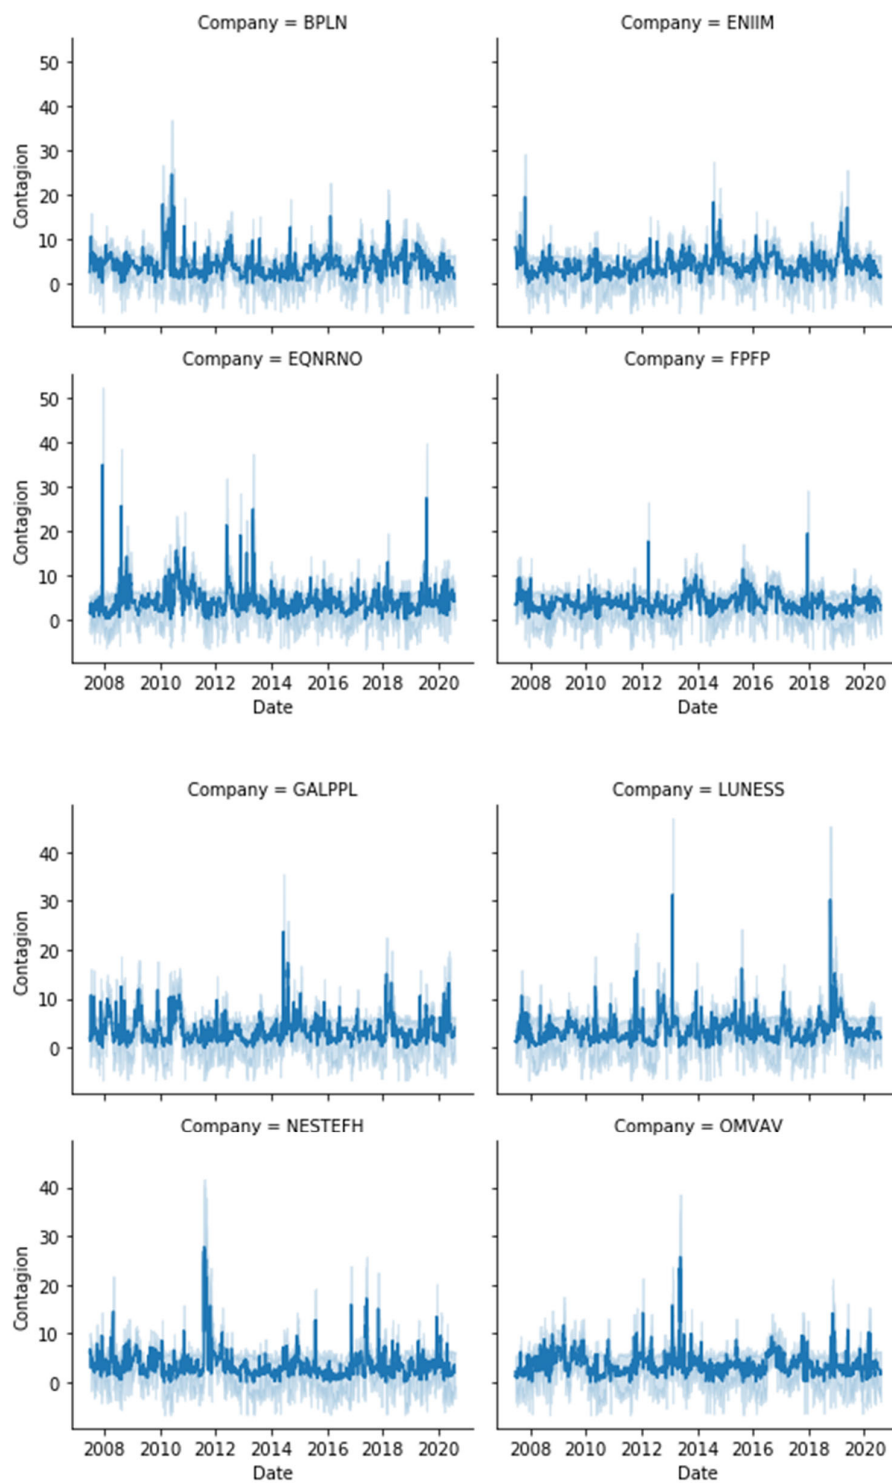 Company = BPLN
Company = ENIIM
50
40
30
20
10
0
Contagion
Company = EQNRNO
Company = FPFP
50
40
30
20
10
0
Contagion
2008 2010 2012 2014 2016 2018 2020
2008 2010 2012 2014 2016 2018 2020
Date
Date
Company = GALPPL
Company = LUNESS
40
30
20
10
0
Contagion
Company = NESTEFH
Company = OMVAV
40
30
20
10
0
Contagion
2008 2010 2012 2014 2016 2018 2020
2008 2010 2012 2014 2016 2018 2020
Date
Date